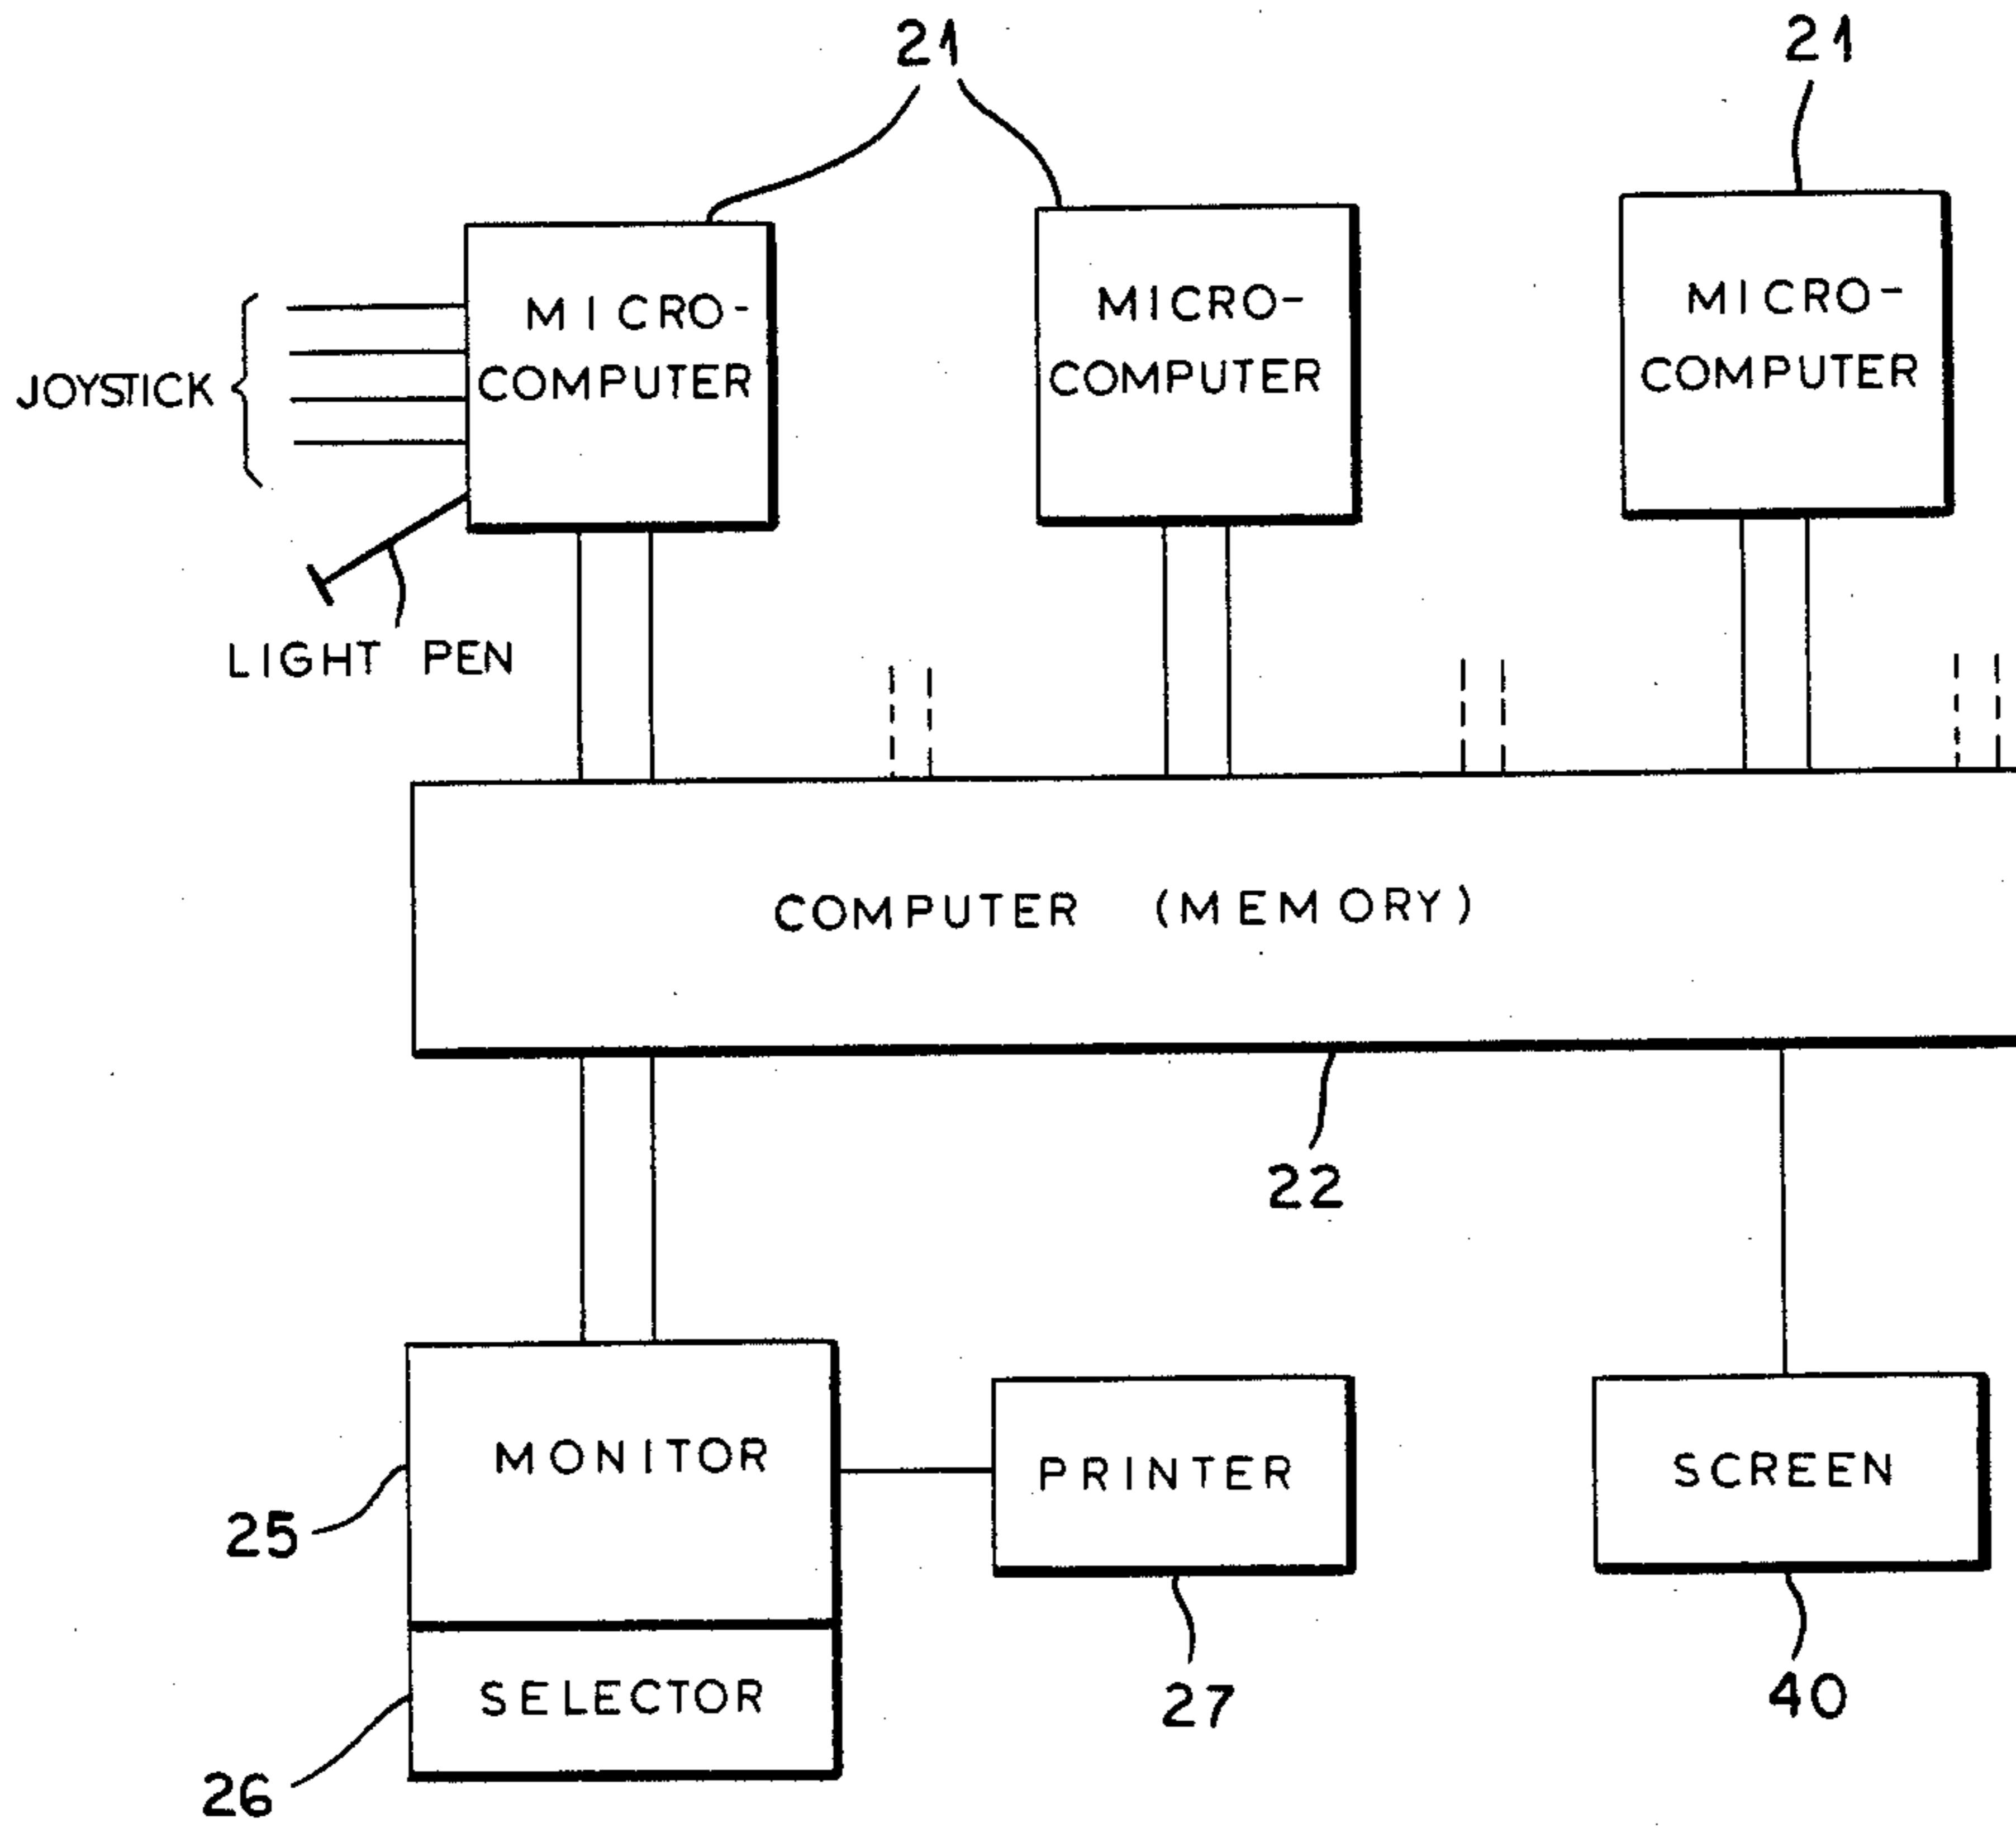 21
21
MICRO-
COMPUTER
MICRO-
COMPUTER
MICRO-
COMPUTER
JOYSTICK
LIGHT PEN
COMPUTER (MEMORY)
22
MONITOR
PRINTER
SCREEN
25
SELECTOR
27
40
26